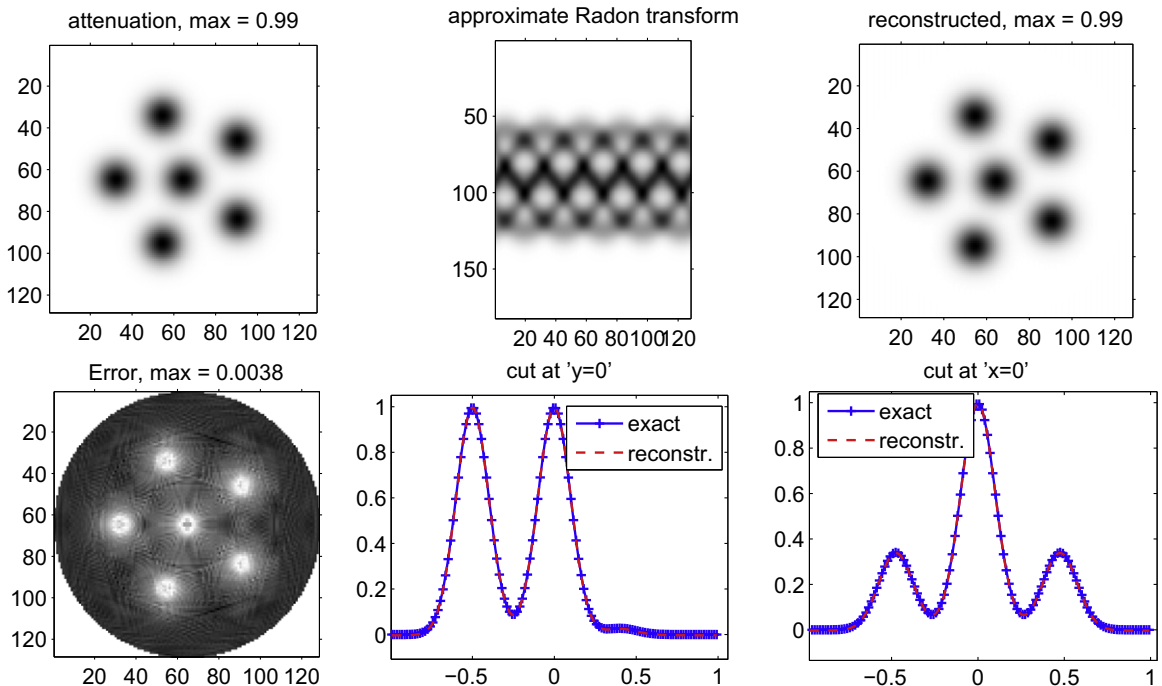 attenuation, max = 0.99
20
40
60
80
100
120
20 40 60 80 100 120
approximate Radon transform
50
100
150
20 40 60 80100120
reconstructed, max = 0.99
20
40
60
80
100
120
20 40 60 80 100 120
Error, max = 0.0038
20
40
60
80
100
120
20 40 60 80 100 120
cut at 'y=0'
1
0.8
0.6
0.4
0.2
0
−0.5 0 0.5 1
exact
reconstr.
cut at 'x=0'
1
0.8
0.6
0.4
0.2
0
−0.5 0 0.5 1
exact
reconstr.